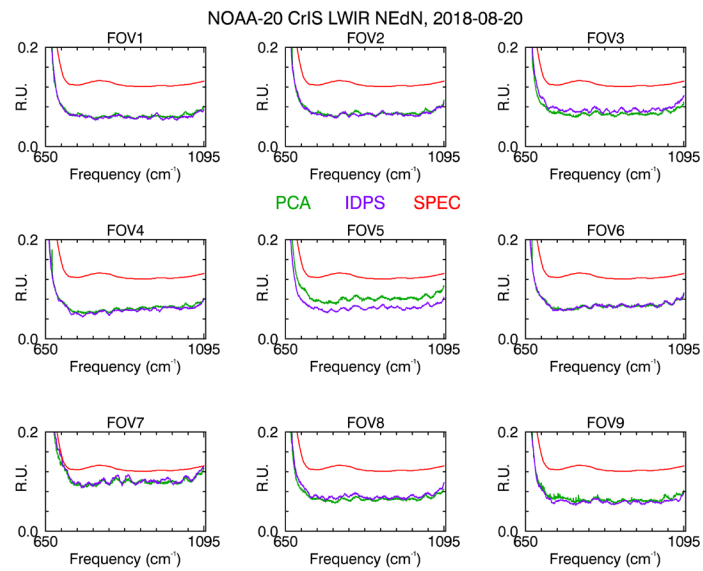 NOAA-20 CrIS LWIR NEdN, 2018-08-20
FOV1 FOV2 FOV3
0.2 0.2 0.2
R.U. R.U. R.U.
0.0 0.0 0.0
650 1095 650 1095 650 1095
Frequency (cm⁻¹) Frequency (cm⁻¹) Frequency (cm⁻¹)
PCA IDPS SPEC
FOV4 FOV5 FOV6
0.2 0.2 0.2
R.U. R.U. R.U.
0.0 0.0 0.0
650 1095 650 1095 650 1095
Frequency (cm⁻¹) Frequency (cm⁻¹) Frequency (cm⁻¹)
FOV7 FOV8 FOV9
0.2 0.2 0.2
R.U. R.U. R.U.
0.0 0.0 0.0
650 1095 650 1095 650 1095
Frequency (cm⁻¹) Frequency (cm⁻¹) Frequency (cm⁻¹)